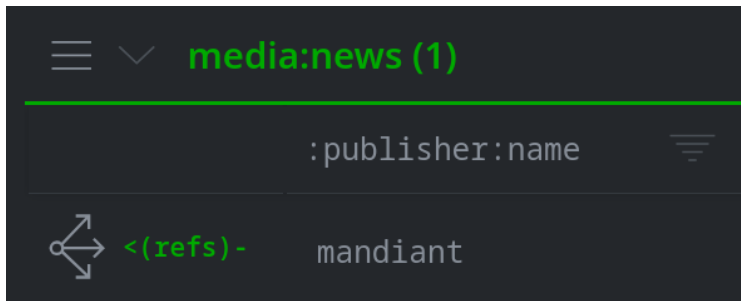 media:news (1)
:publisher:name
<(refs)- mandiant